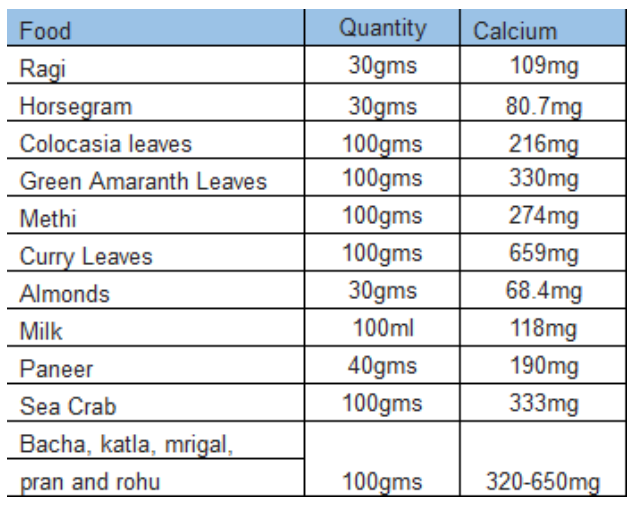 Food Quantity Calcium
Ragi 30gms 109mg
Horsegram 30gms 80.7mg
Colocasia leaves 100gms 216mg
Green Amaranth Leaves 100gms 330mg
Methi 100gms 274mg
Curry Leaves 100gms 659mg
Almonds 30gms 68.4mg
Milk 100ml 118mg
Paneer 40gms 190mg
Sea Crab 100gms 333mg
Bacha, katla, mrigal,
pran and rohu 100gms 320-650mg